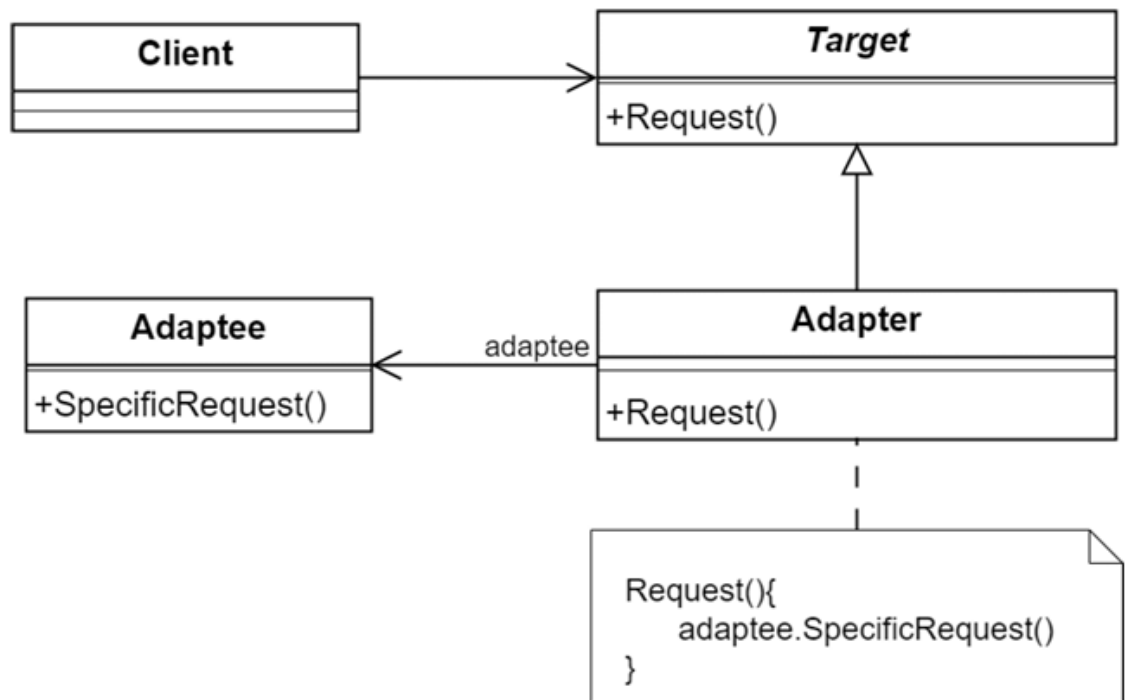 Client
Target
+Request()
Adaptee
adaptee
Adapter
+SpecificRequest()
+Request()
Request(){
adaptee.SpecificRequest()
}